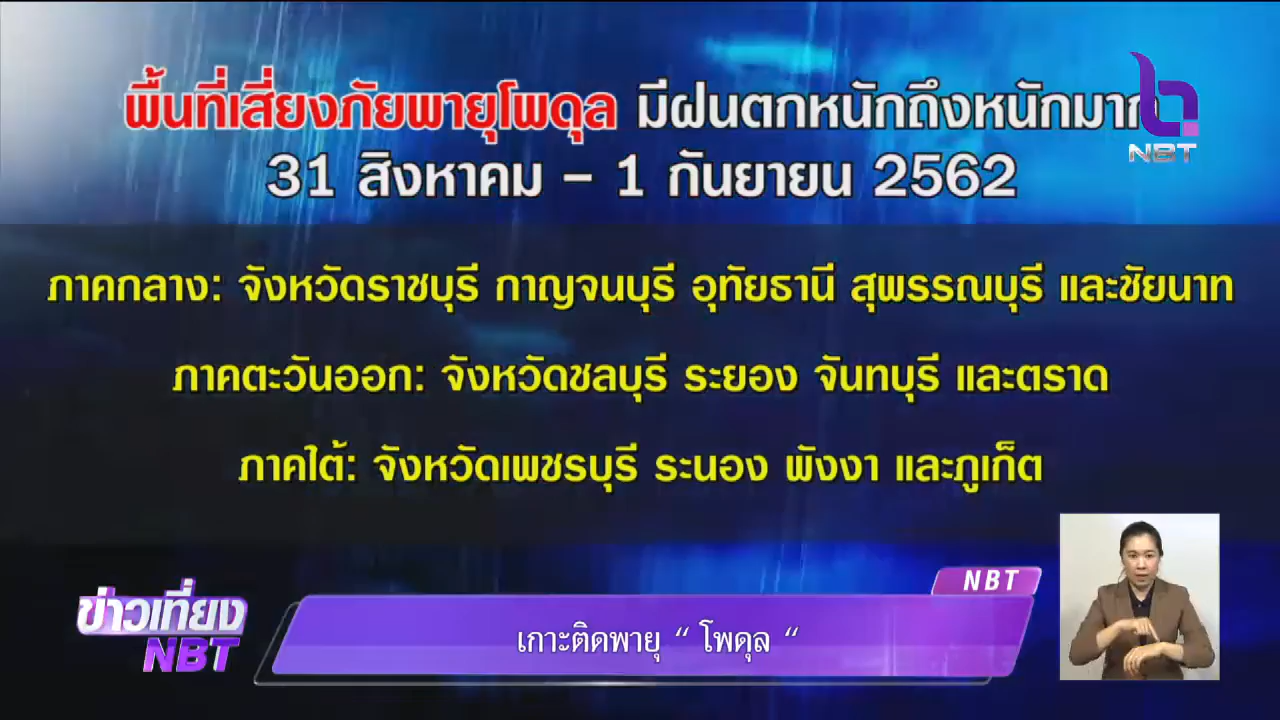 พื้นที่เสี่ยงภัยพายุโพดุล มีฝนตกหนักถึงหนักมาก
31 สิงหาคม – 1 กันยายน 2562
NBT
ภาคกลาง: จังหวัดราชบุรี กาญจนบุรี อุทัยธานี สุพรรณบุรี และชัยนาท
ภาคตะวันออก: จังหวัดชลบุรี ระยอง จันทบุรี และตราด
ภาคใต้: จังหวัดเพชรบุรี ระนอง พังงา และภูเก็ต
NBT
ข่าวเที่ยง
NBT
เกาะติดพายุ “ โพดุล “